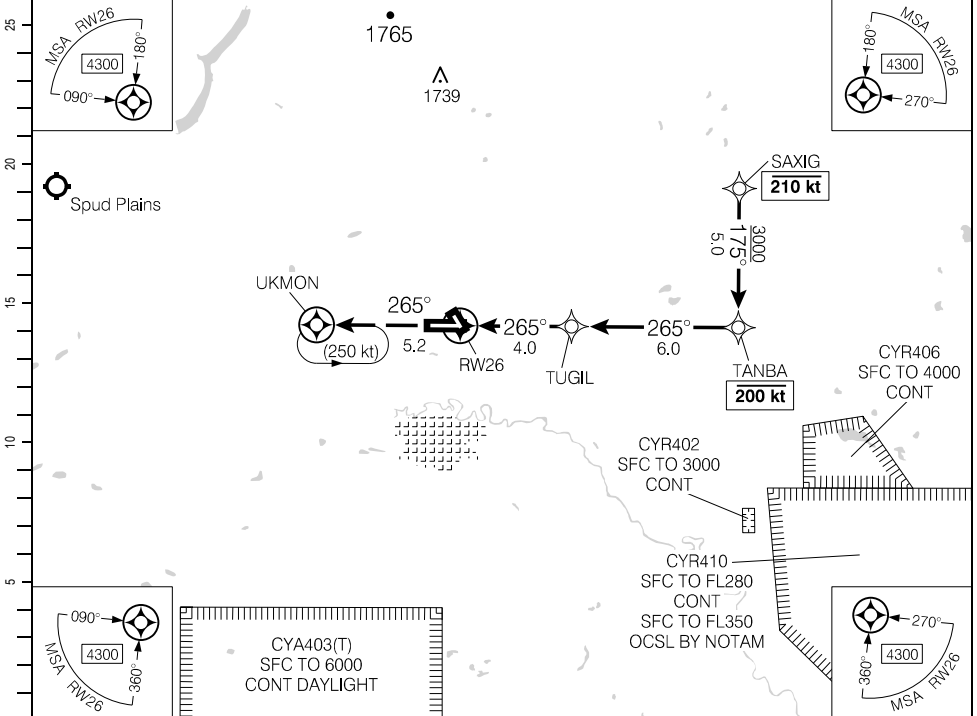 25
MSA RW26
4300
180°
090°
1765
1739
MSA RW26
180°
4300
270°
20
Spud Plains
SAXIG
210 kt
3000
175°
5.0
15
UKMON
265°
5.2
(250 kt)
RW26
265°
4.0
TUGIL
265°
6.0
TANBA
200 kt
CYR406
SFC TO 4000
CONT
10
CYR402
SFC TO 3000
CONT
5
CYR410
SFC TO FL280
CONT
SFC TO FL350
OCSL BY NOTAM
090°
4300
360°
MSA RW26
CYA403(T)
SFC TO 6000
CONT DAYLIGHT
270°
4300
360°
MSA RW26